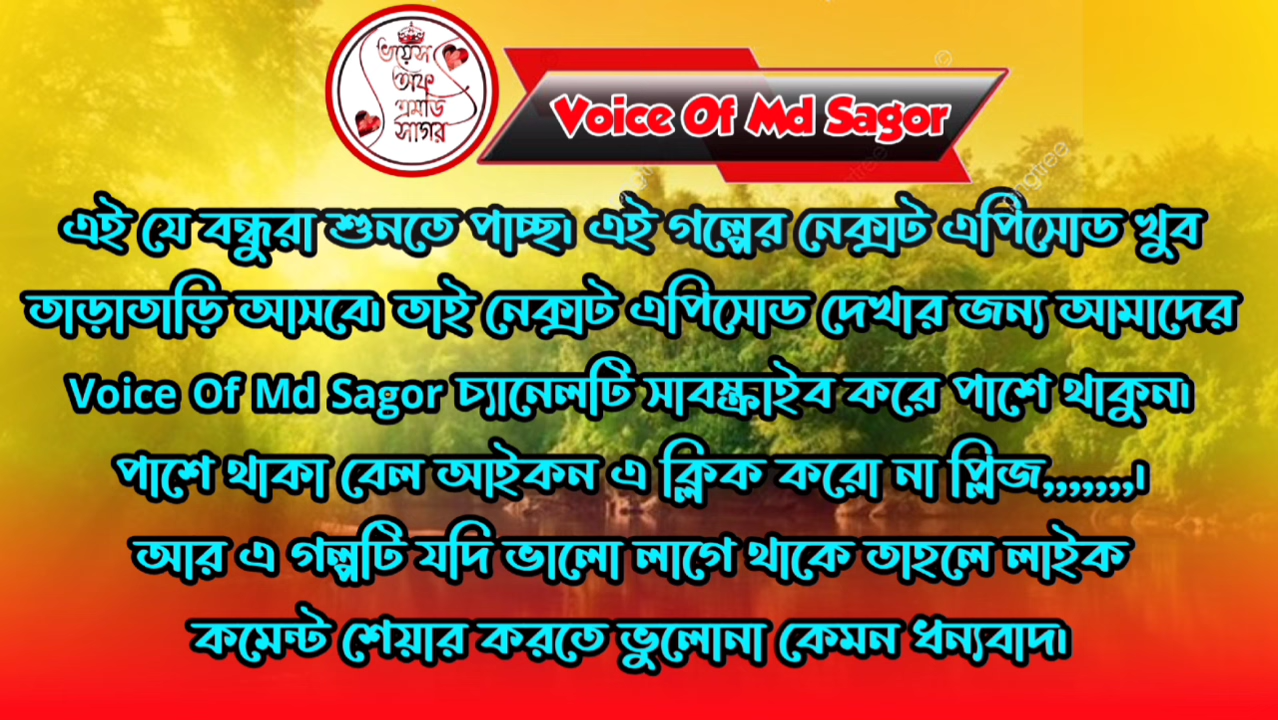 ভয়েস
অফ
এমডি
সাগর
Voice Of Md Sagor
এই যে বন্ধুরা শুনতে পাচ্ছ। এই গল্পের নেক্সট এপিসোড খুব
তাড়াতাড়ি আসবে। তাই নেক্সট এপিসোড দেখার জন্য আমাদের
Voice Of Md Sagor চ্যানেলটি সাবস্ক্রাইব করে পাশে থাকুন।
পাশে থাকা বেল আইকন এ ক্লিক করো না প্লিজ,,,,,,,।
আর এ গল্পটি যদি ভালো লাগে থাকে তাহলে লাইক
কমেন্ট শেয়ার করতে ভুলোনা কেমন ধন্যবাদ।